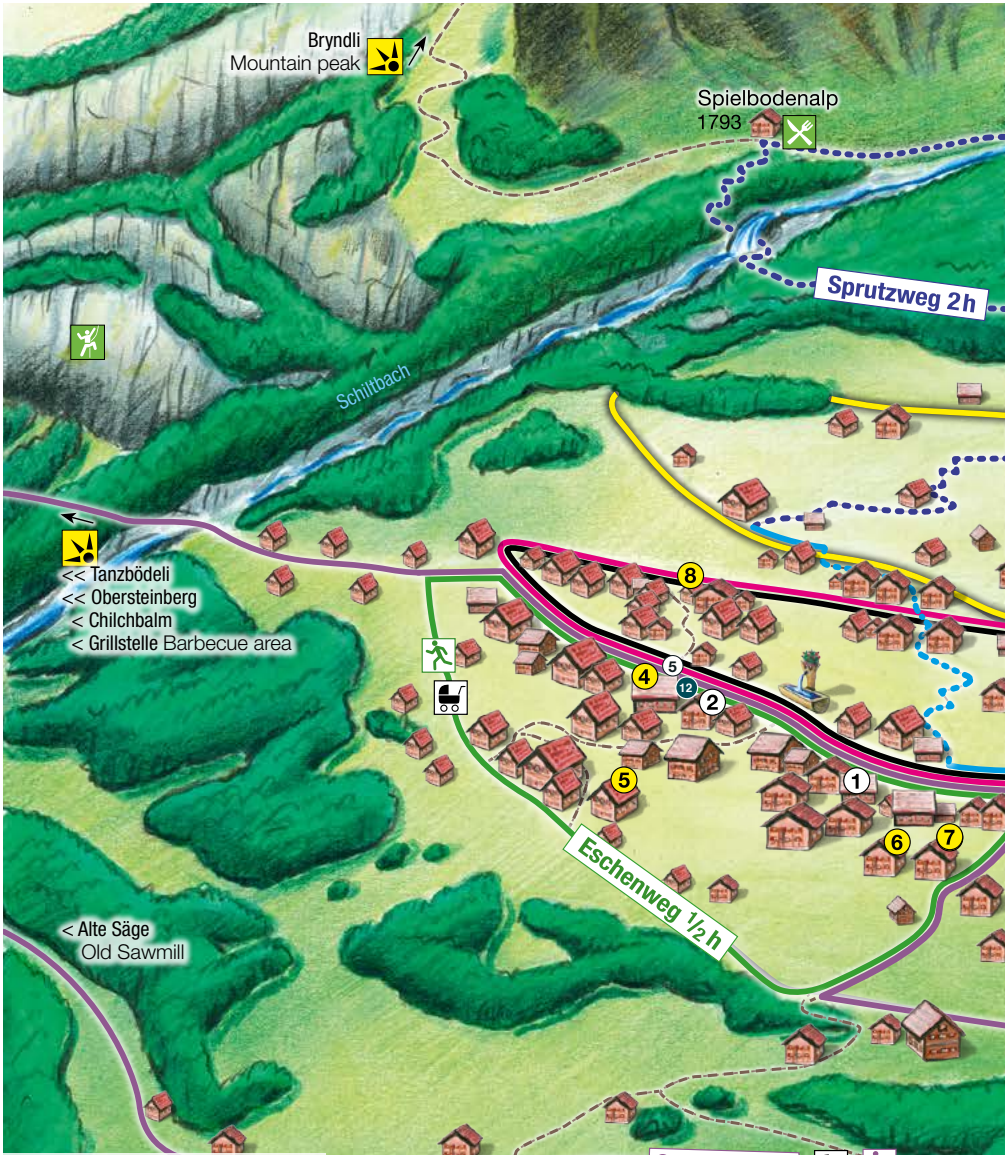 Bryndli
Mountain peak
Spielbodenalp
1793
Sprutzweg 2h
Schiltbach
<< Tanzbödeli
<< Obersteinberg
< Chilchbalm
< Grillstelle Barbecue area
8
5
4
12
2
5
1
6
7
Eschenweg 1/2 h
< Alte Säge
Old Sawmill